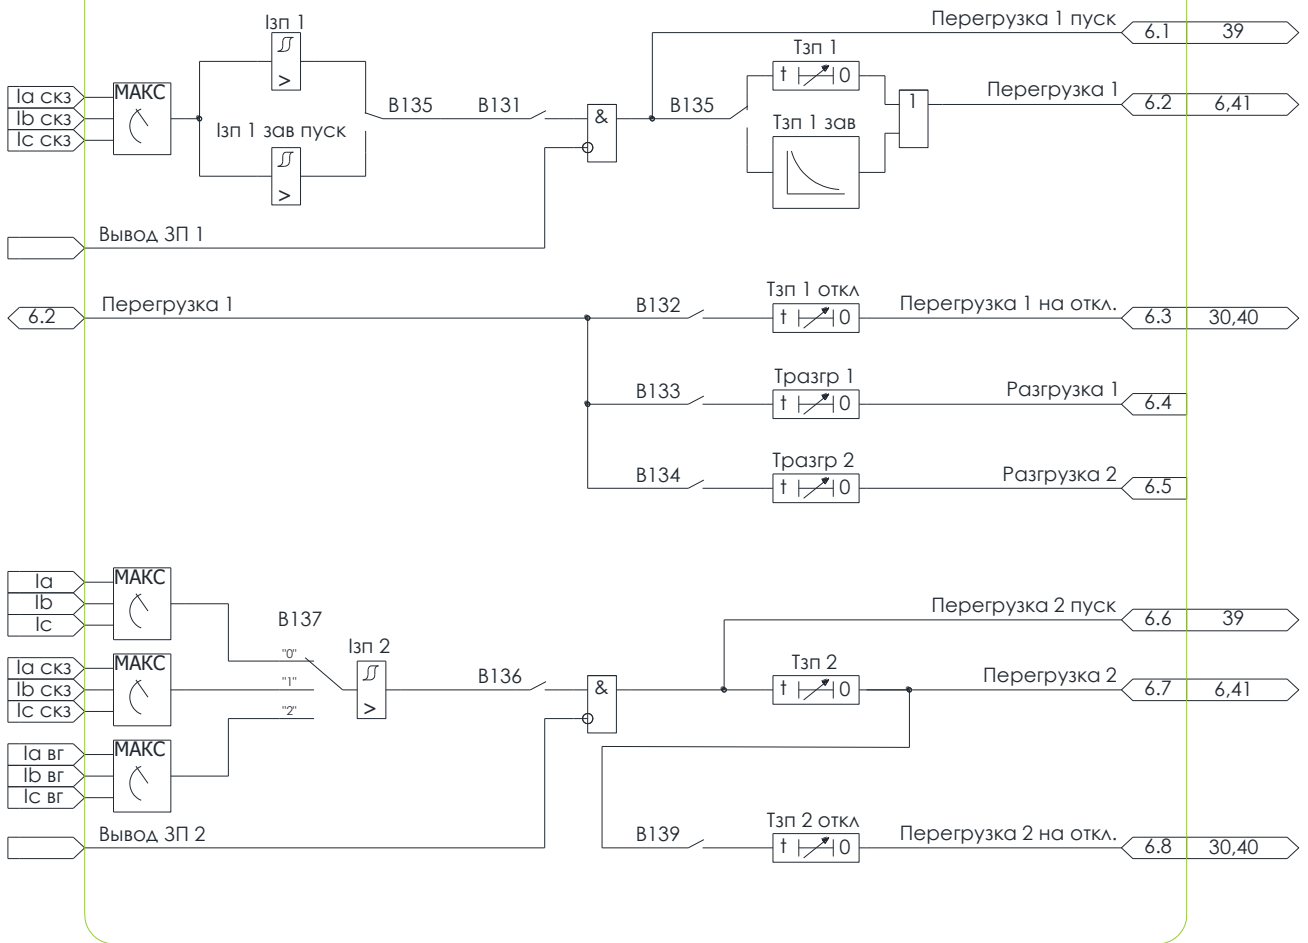 Перегрузка 1 пуск
6.1 39
Iзп 1
Тзп 1
t 0
>
МАКС
Ia скз
Ib скз
Ic скз
B135
B131
&
B135
1
Перегрузка 1
6.2 6,41
Iзп 1 зав пуск
Тзп 1 зав
>
Вывод ЗП 1
6.2
Перегрузка 1
B132
Тзп 1 откл
t 0
Перегрузка 1 на откл.
6.3 30,40
B133
Тразгр 1
t 0
Разгрузка 1
6.4
B134
Тразгр 2
t 0
Разгрузка 2
6.5
МАКС
Ia
Ib
Ic
Перегрузка 2 пуск
6.6 39
B137
"0"
"1"
"2"
Iзп 2
>
МАКС
Ia скз
Ib скз
Ic скз
B136
&
Тзп 2
t 0
Перегрузка 2
6.7 6,41
МАКС
Ia вг
Ib вг
Ic вг
Вывод ЗП 2
B139
Тзп 2 откл
t 0
Перегрузка 2 на откл.
6.8 30,40